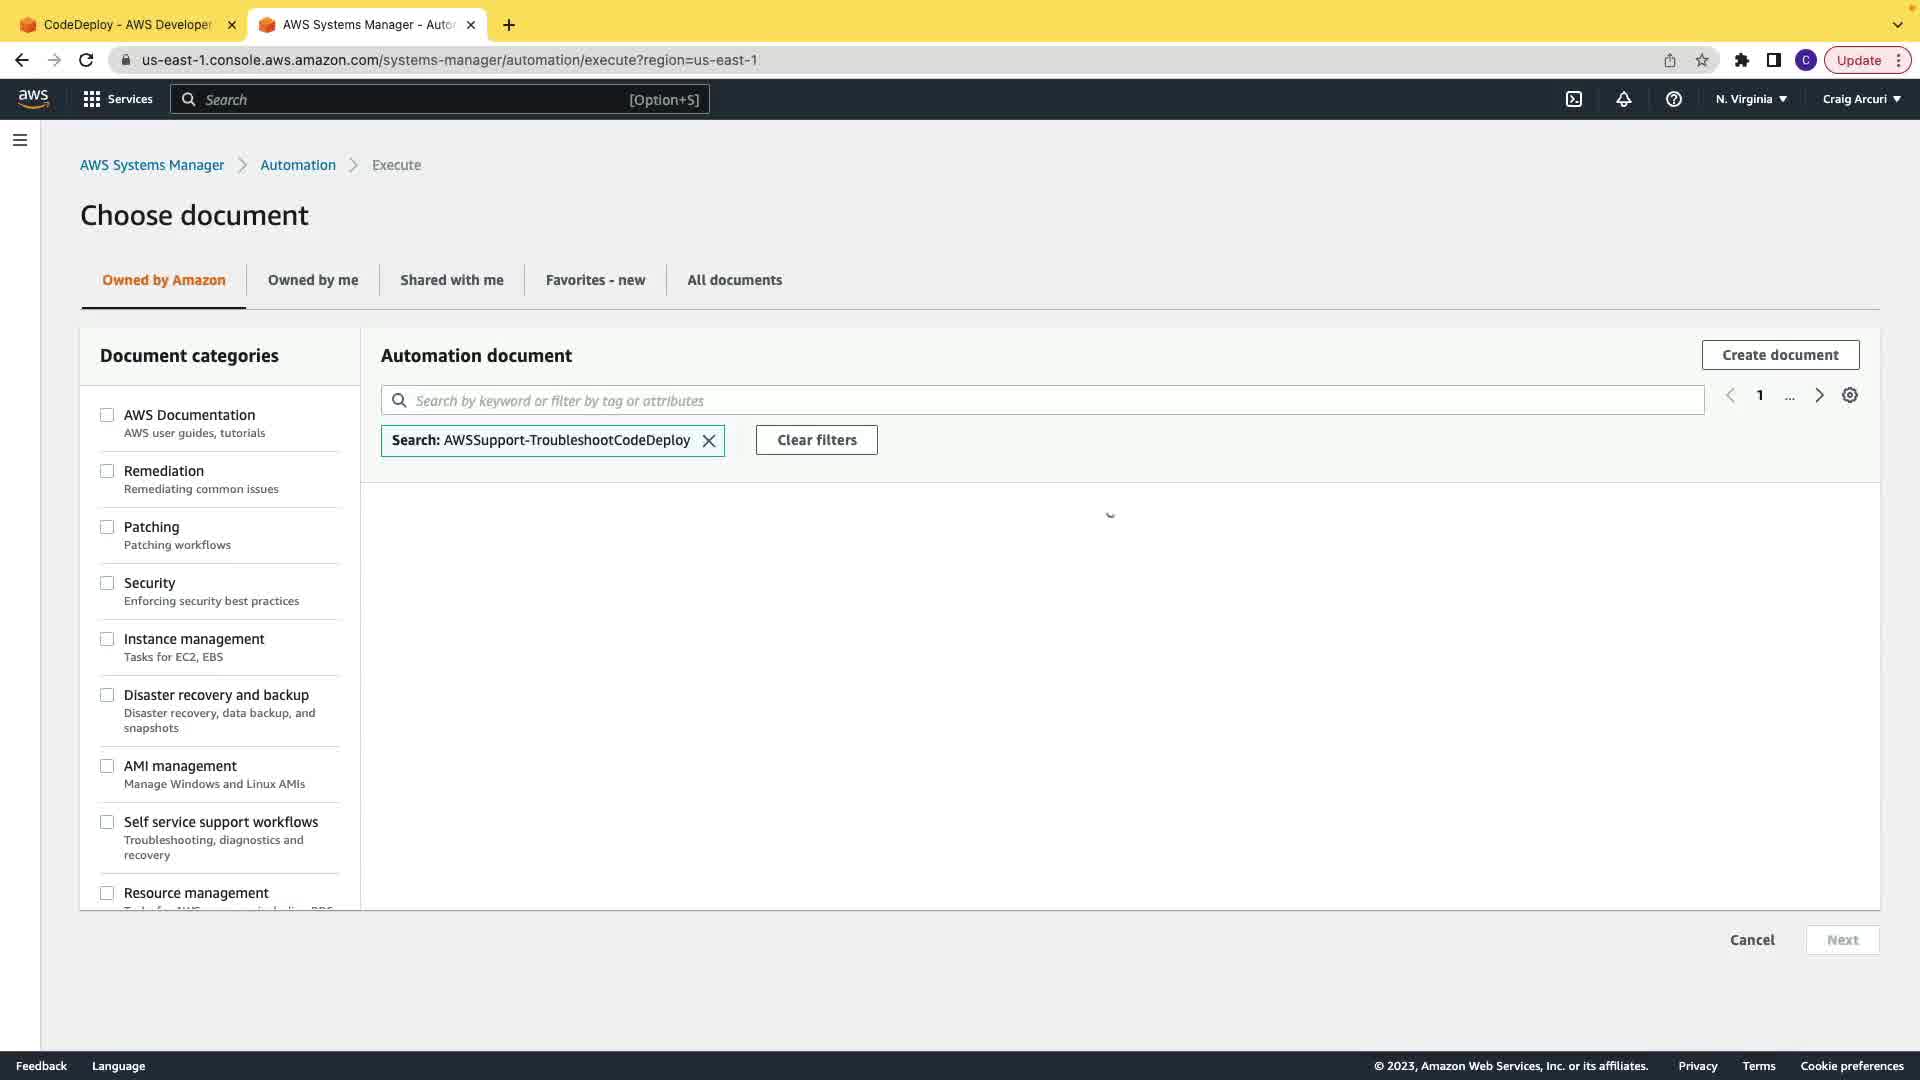 CodeDeploy - AWS Developer
AWS Systems Manager - Auto
us-east-1.console.aws.amazon.com/systems-manager/automation/execute?region=us-east-1
C
Update
aws
Services
Search
[Option+S]
N. Virginia
Craig Arcuri
AWS Systems Manager
Automation
Execute
Choose document
Owned by Amazon
Owned by me
Shared with me
Favorites - new
All documents
Document categories
AWS Documentation
AWS user guides, tutorials
Remediation
Remediating common issues
Patching
Patching workflows
Security
Enforcing security best practices
Instance management
Tasks for EC2, EBS
Disaster recovery and backup
Disaster recovery, data backup, and
snapshots
AMI management
Manage Windows and Linux AMIs
Self service support workflows
Troubleshooting, diagnostics and
recovery
Resource management
Automation document
Create document
Search by keyword or filter by tag or attributes
1
...
Search: AWSSupport-TroubleshootCodeDeploy
Clear filters
Cancel
Next
Feedback
Language
© 2023, Amazon Web Services, Inc. or its affiliates.
Privacy
Terms
Cookie preferences